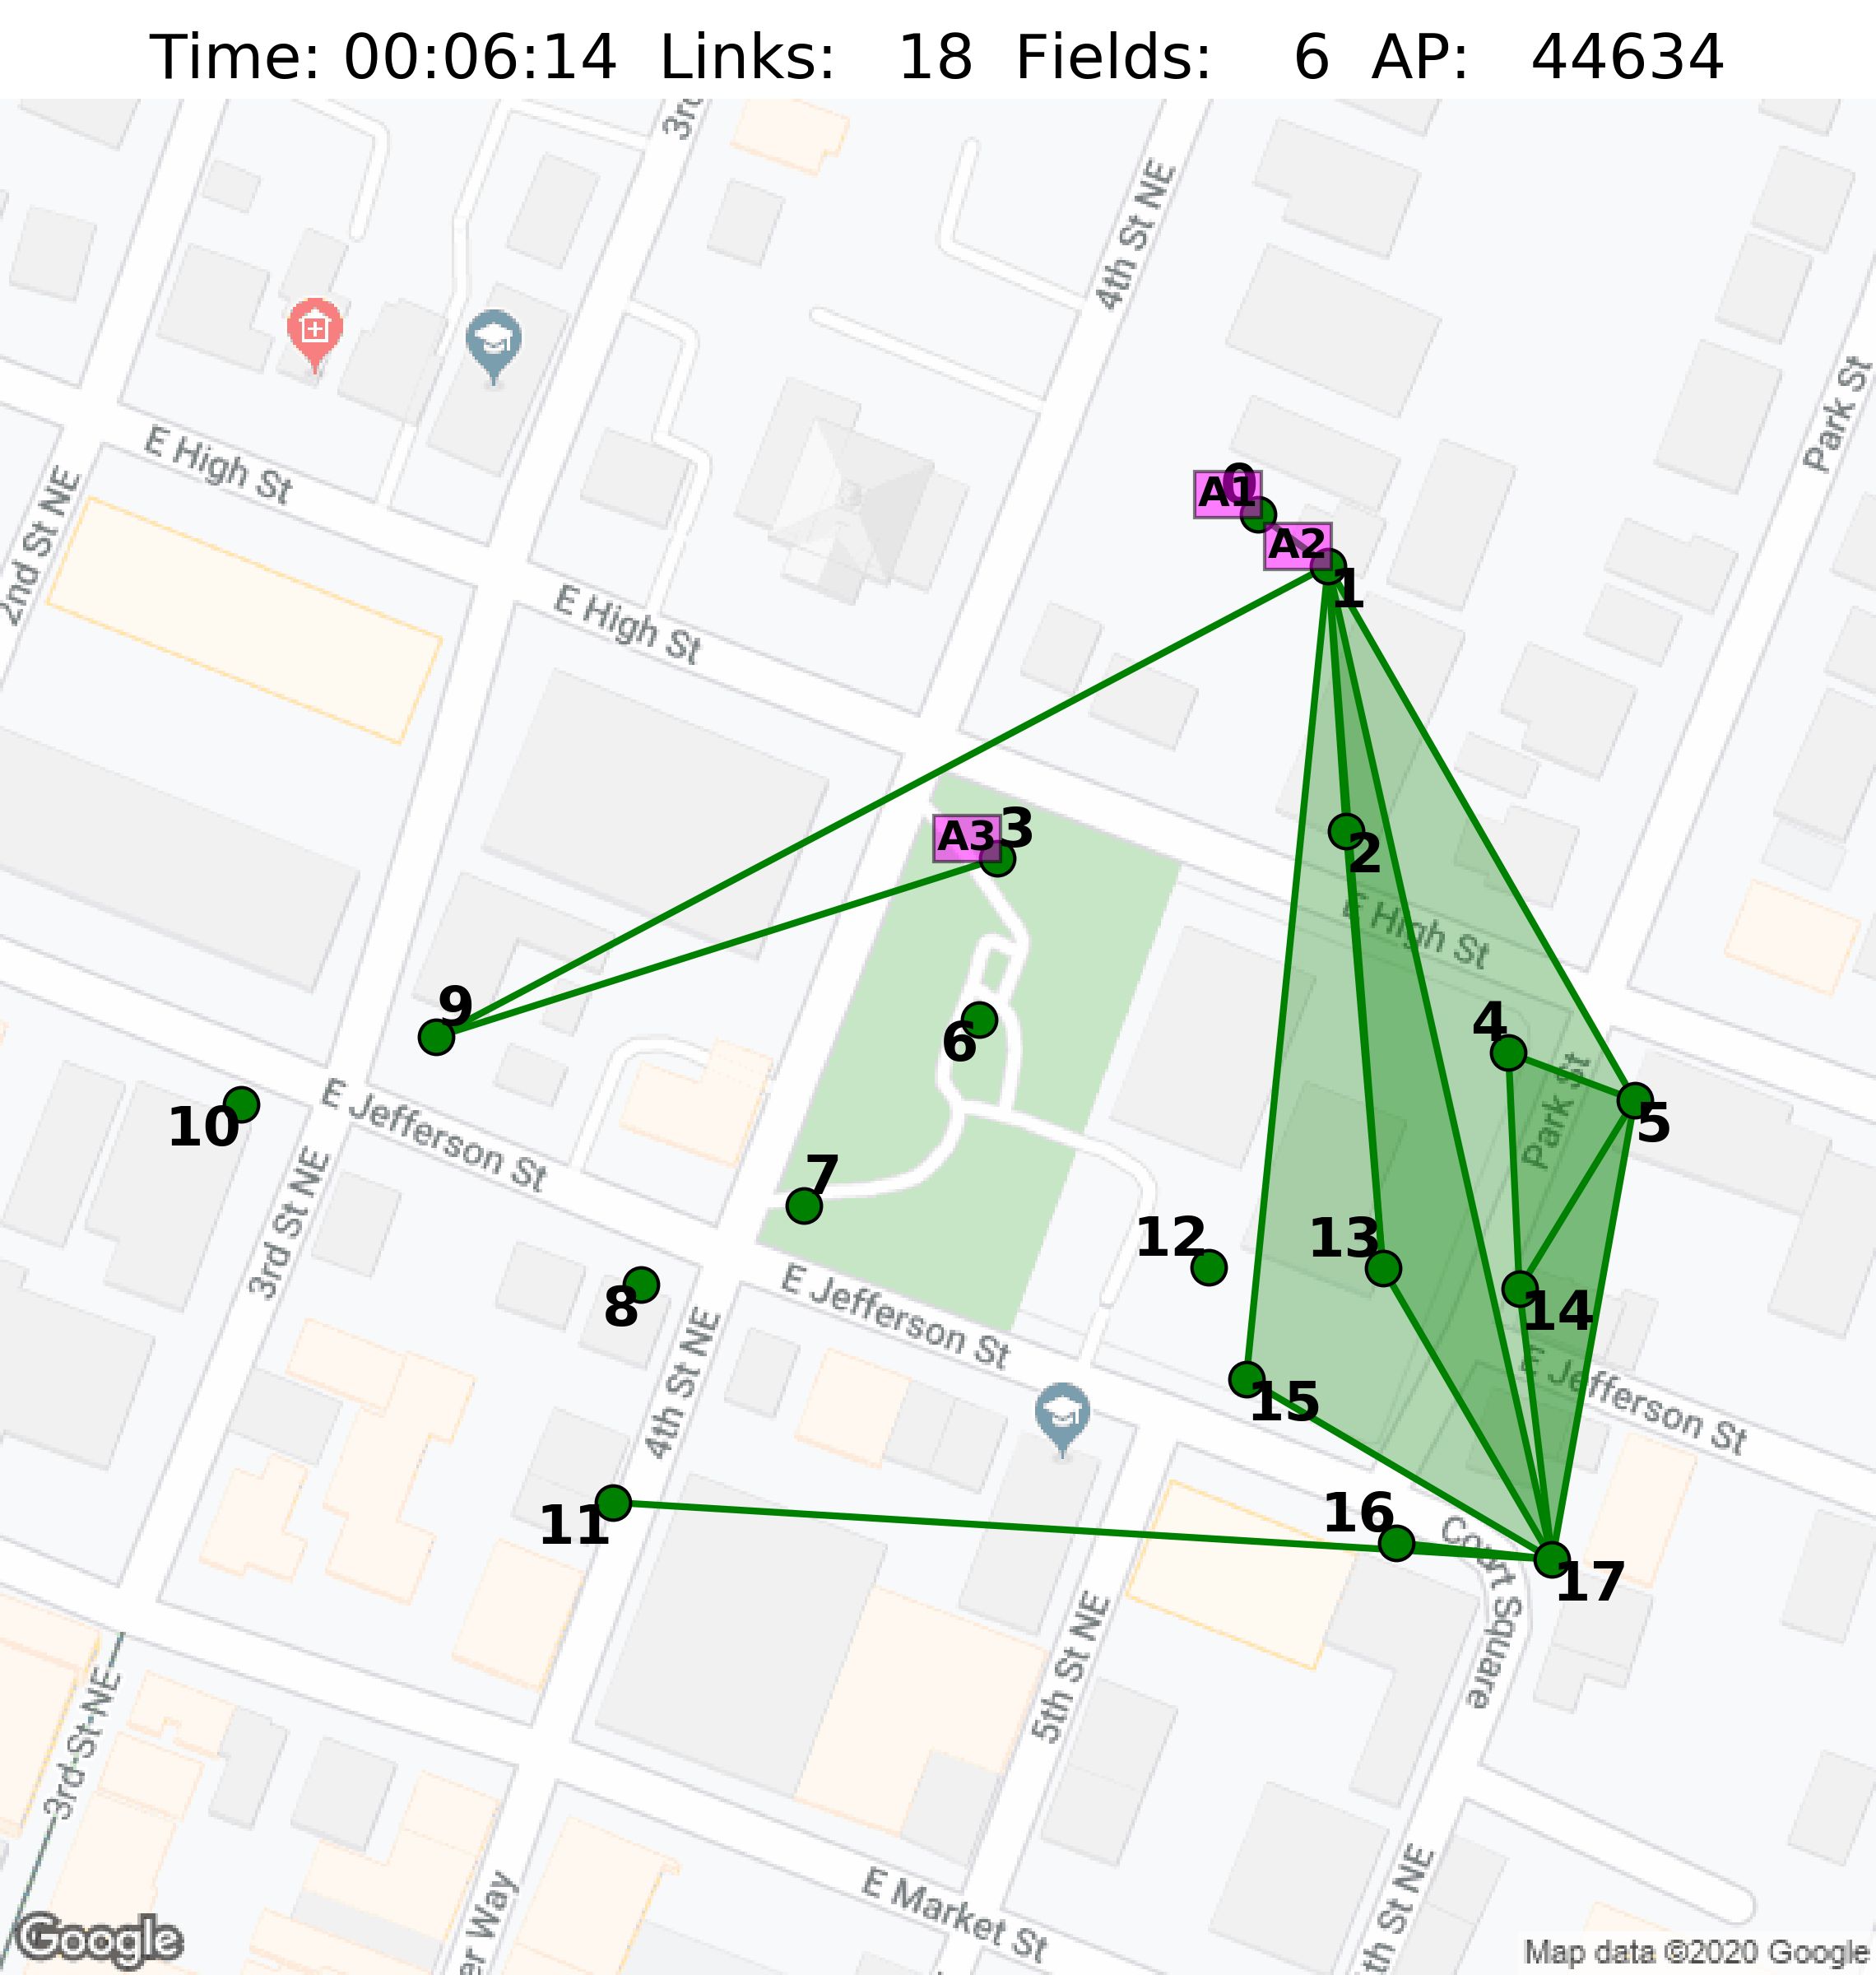 Time: 00:06:14 Links: 18 Fields: 6 AP: 44634
3rd
4th St NE
Park St
E High St
2nd St NE
0
A1
A2
1
E High St
A3
3
2
E High St
9
4
6
5
Park St
10
E Jefferson St
7
3rd St NE
12
13
14
8
E Jefferson St
E Jefferson St
4th St NE
15
16
11
Court Square
17
5th St NE
3rd St NE
E Market St
er Way
th St NE
Google
Map data ©2020 Google